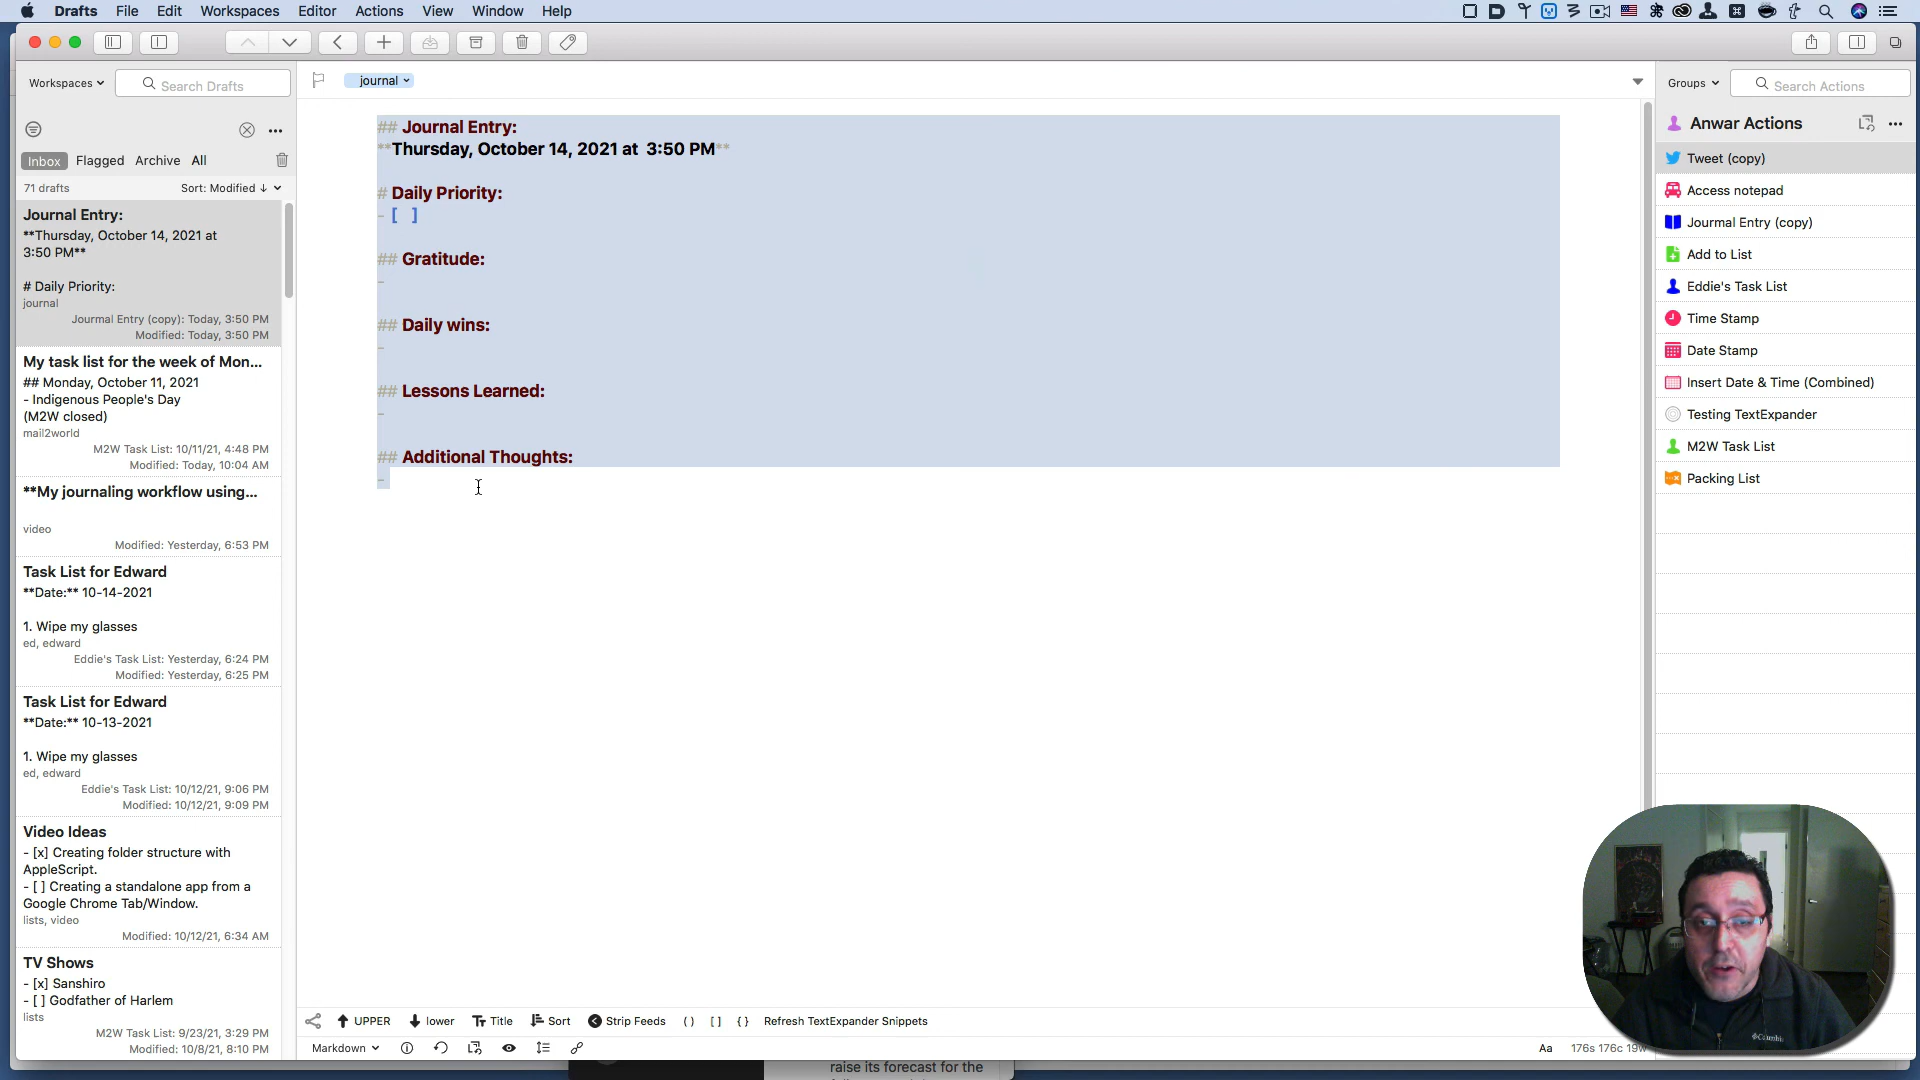 Drafts File Edit Workspaces Editor Actions View Window Help
Workspaces
Search Drafts
Inbox Flagged Archive All
71 drafts Sort: Modified ↓
Journal Entry:
**Thursday, October 14, 2021 at
3:50 PM**
# Daily Priority:
journal
Jourmal Entry (copy): Today, 3:50 PM
Modified: Today, 3:50 PM
My task list for the week of Mon...
## Monday, October 11, 2021
- Indigenous People's Day
(M2W closed)
mail2world
M2W Task List: 10/11/21, 4:48 PM
Modified: Today, 10:04 AM
**My journaling workflow using...
video
Modified: Yesterday, 6:53 PM
Task List for Edward
**Date:** 10-14-2021
1. Wipe my glasses
ed, edward
Eddie's Task List: Yesterday, 6:24 PM
Modified: Yesterday, 6:25 PM
Task List for Edward
**Date:** 10-13-2021
1. Wipe my glasses
ed, edward
Eddie's Task List: 10/12/21, 9:06 PM
Modified: 10/12/21, 9:09 PM
Video Ideas
- [x] Creating folder structure with
AppleScript.
- [ ] Creating a standalone app from a
Google Chrome Tab/Window.
lists, video
Modified: 10/12/21, 6:34 AM
TV Shows
- [x] Sanshiro
- [ ] Godfather of Harlem
lists
M2W Task List: 9/23/21, 3:29 PM
Modified: 10/8/21, 8:10 PM
journal
## Journal Entry:
**Thursday, October 14, 2021 at  3:50 PM**
# Daily Priority:
- [ ]
## Gratitude:
-
## Daily wins:
-
## Lessons Learned:
-
## Additional Thoughts:
-
UPPER lower Tt Title Sort Strip Feeds ( ) [ ] { } Refresh TextExpander Snippets
Markdown
Aa 176s 176c 19w
raise its forecast for the
Groups
Search Actions
Anwar Actions
Tweet (copy)
Access notepad
Jourmal Entry (copy)
Add to List
Eddie's Task List
Time Stamp
Date Stamp
Insert Date & Time (Combined)
Testing TextExpander
M2W Task List
Packing List
Columbia